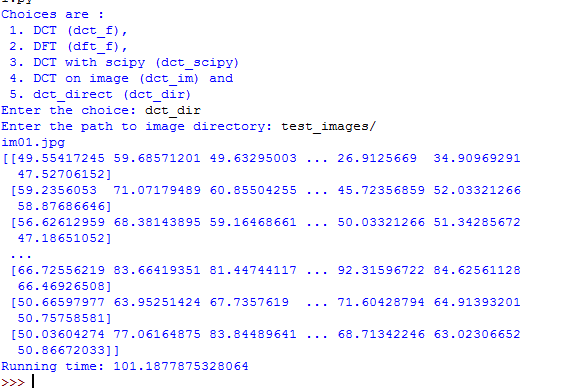 Choices are :
1. DCT (dct_f),
2. DFT (dft_f),
3. DCT with scipy (dct_scipy)
4. DCT on image (dct_im) and
5. dct_direct (dct_dir)
Enter the choice: dct_dir
Enter the path to image directory: test_images/
im01.jpg
[[49.55417245 59.68571201 49.63295003 ... 26.9125669  34.90969291
47.52706152]
[59.2356053  71.07179489 60.85504255 ... 45.72356859 52.03321266
58.87686646]
[56.62612959 68.38143895 59.16468661 ... 50.03321266 51.34285672
47.18651052]
...
[66.72556219 83.66419351 81.44744117 ... 92.31596722 84.62561128
66.46926508]
[50.66597977 63.95251424 67.7357619  ... 71.60428794 64.91393201
50.75758581]
[50.03604274 77.06164875 83.84489641 ... 68.71342246 63.02306652
50.86672033]]
Running time: 101.1877875328064
>>>